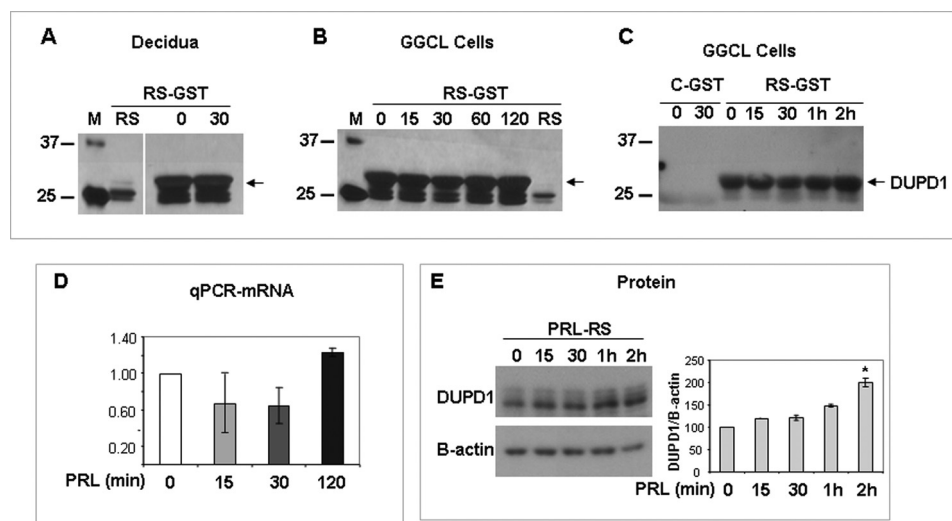 A
Decidua
RS-GST
M RS 0 30
37
25
B
GGCL Cells
RS-GST
M 0 15 30 60 120 RS
37
25
C
GGCL Cells
C-GST RS-GST
0 30 0 15 30 1h 2h
37
25
DUPD1
D
qPCR-mRNA
1.40
1.00
0.60
0.20
PRL (min) 0 15 30 120
E
Protein
PRL-RS
0 15 30 1h 2h
DUPD1
B-actin
DUPD1/B-actin
250
200
150
100
50
0
*
PRL (min) 0 15 30 1h 2h